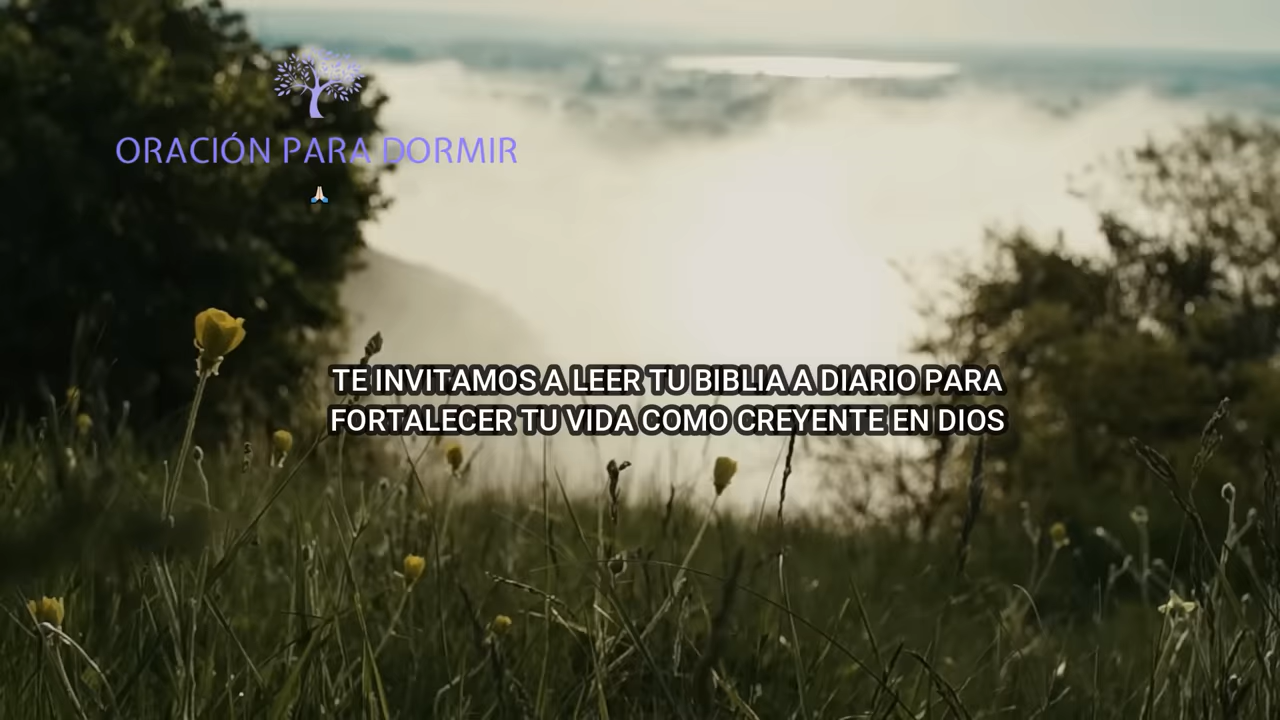 ORACIÓN PARA DORMIR
🙏🏻
TE INVITAMOS A LEER TU BIBLIA A DIARIO PARA
FORTALECER TU VIDA COMO CREYENTE EN DIOS